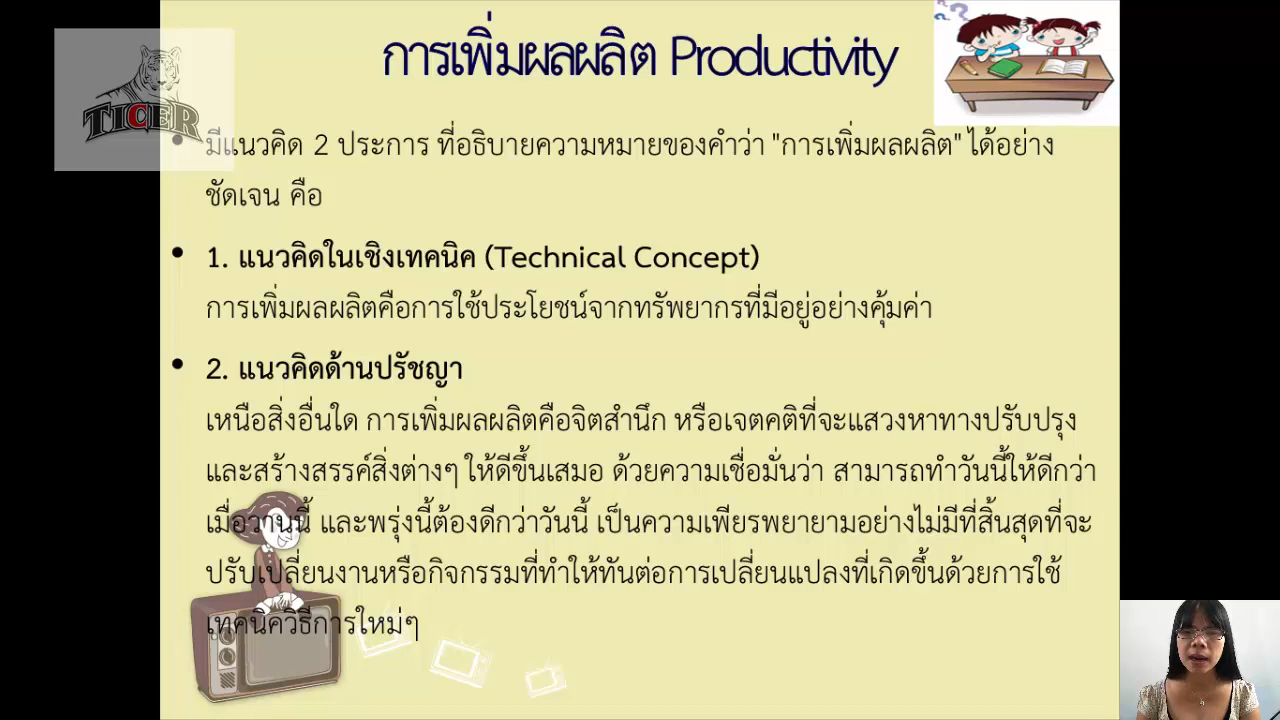 การเพิ่มผลผลิต Productivity
TICER
• มีแนวคิด 2 ประการ ที่อธิบายความหมายของคำว่า "การเพิ่มผลผลิต" ได้อย่าง
ชัดเจน คือ
• 1. แนวคิดในเชิงเทคนิค (Technical Concept)
การเพิ่มผลผลิตคือการใช้ประโยชน์จากทรัพยากรที่มีอยู่อย่างคุ้มค่า
• 2. แนวคิดด้านปรัชญา
เหนือสิ่งอื่นใด การเพิ่มผลผลิตคือจิตสำนึก หรือเจตคติที่จะแสวงหาทางปรับปรุง
และสร้างสรรค์สิ่งต่างๆ ให้ดีขึ้นเสมอ ด้วยความเชื่อมั่นว่า สามารถทำวันนี้ให้ดีกว่า
เมื่อวานนี้ และพรุ่งนี้ต้องดีกว่าวันนี้ เป็นความเพียรพยายามอย่างไม่มีที่สิ้นสุดที่จะ
ปรับเปลี่ยนงานหรือกิจกรรมที่ทำให้ทันต่อการเปลี่ยนแปลงที่เกิดขึ้นด้วยการใช้
เทคนิควิธีการใหม่ๆ